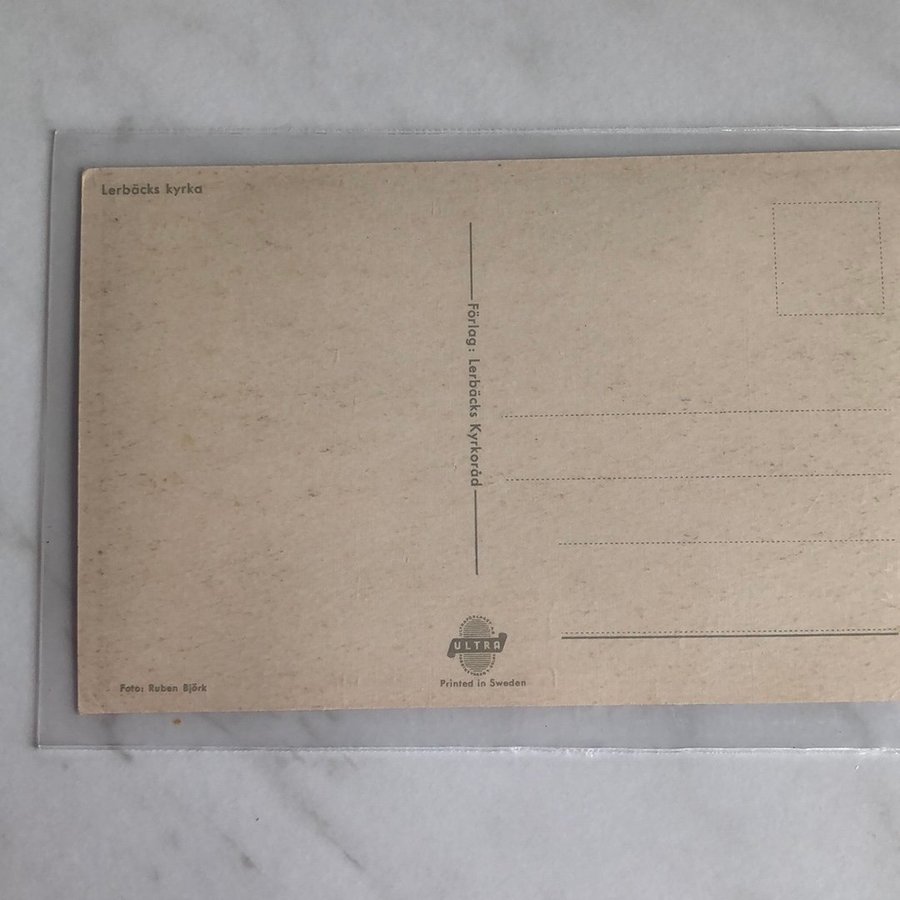 Lerbäcks kyrka
Förlag: Lerbäcks Kyrkoråd
ULTRA
Printed in Sweden
Foto: Ruben Björk